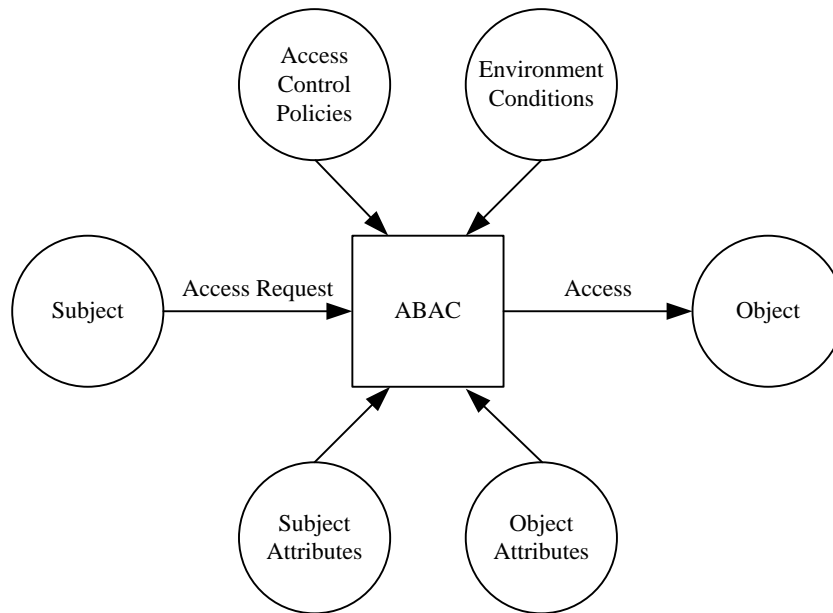 Access
Control
Policies
Environment
Conditions
Subject
Access Request
ABAC
Access
Object
Subject
Attributes
Object
Attributes